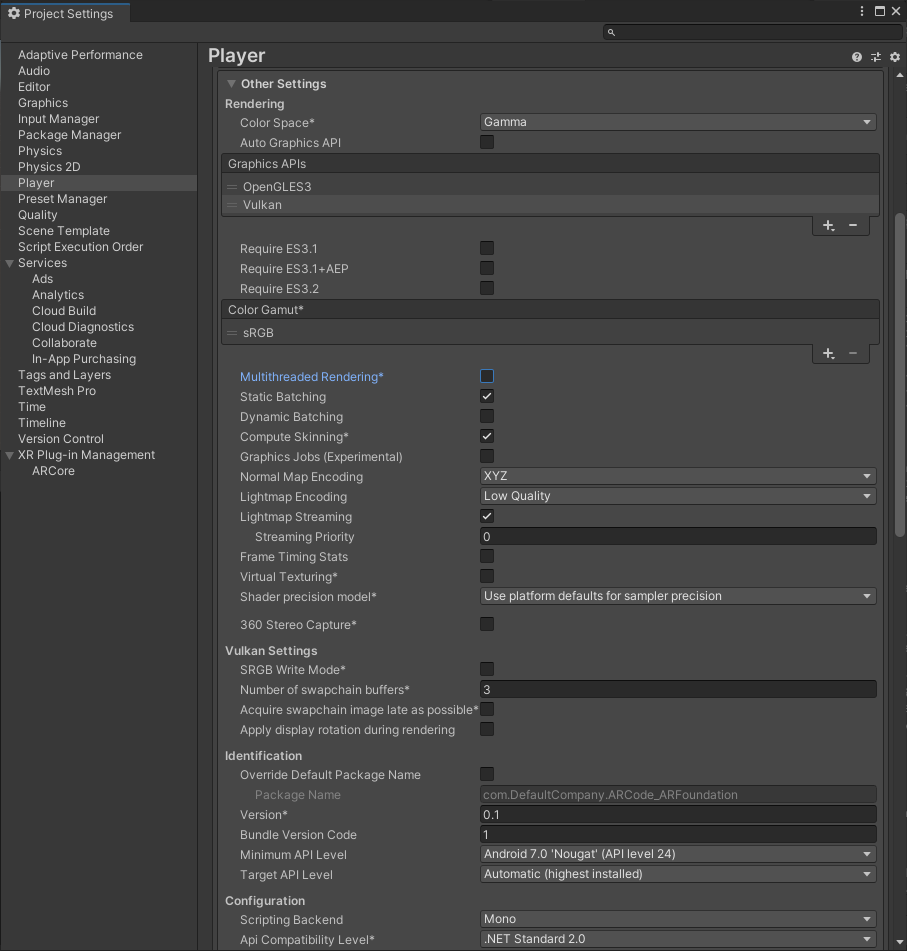 Project Settings
Adaptive Performance
Audio
Editor
Graphics
Input Manager
Package Manager
Physics
Physics 2D
Player
Preset Manager
Quality
Scene Template
Script Execution Order
Services
Ads
Analytics
Cloud Build
Cloud Diagnostics
Collaborate
In-App Purchasing
Tags and Layers
TextMesh Pro
Time
Timeline
Version Control
XR Plug-in Management
ARCore
Player
Other Settings
Rendering
Color Space* Gamma
Auto Graphics API
Graphics APIs
OpenGLES3
Vulkan
Require ES3.1
Require ES3.1+AEP
Require ES3.2
Color Gamut*
sRGB
Multithreaded Rendering*
Static Batching
Dynamic Batching
Compute Skinning*
Graphics Jobs (Experimental)
Normal Map Encoding XYZ
Lightmap Encoding Low Quality
Lightmap Streaming
Streaming Priority 0
Frame Timing Stats
Virtual Texturing*
Shader precision model* Use platform defaults for sampler precision
360 Stereo Capture*
Vulkan Settings
SRGB Write Mode*
Number of swapchain buffers* 3
Acquire swapchain image late as possible*
Apply display rotation during rendering
Identification
Override Default Package Name
Package Name com.DefaultCompany.ARCode_ARFoundation
Version* 0.1
Bundle Version Code 1
Minimum API Level Android 7.0 'Nougat' (API level 24)
Target API Level Automatic (highest installed)
Configuration
Scripting Backend Mono
Api Compatibility Level* .NET Standard 2.0